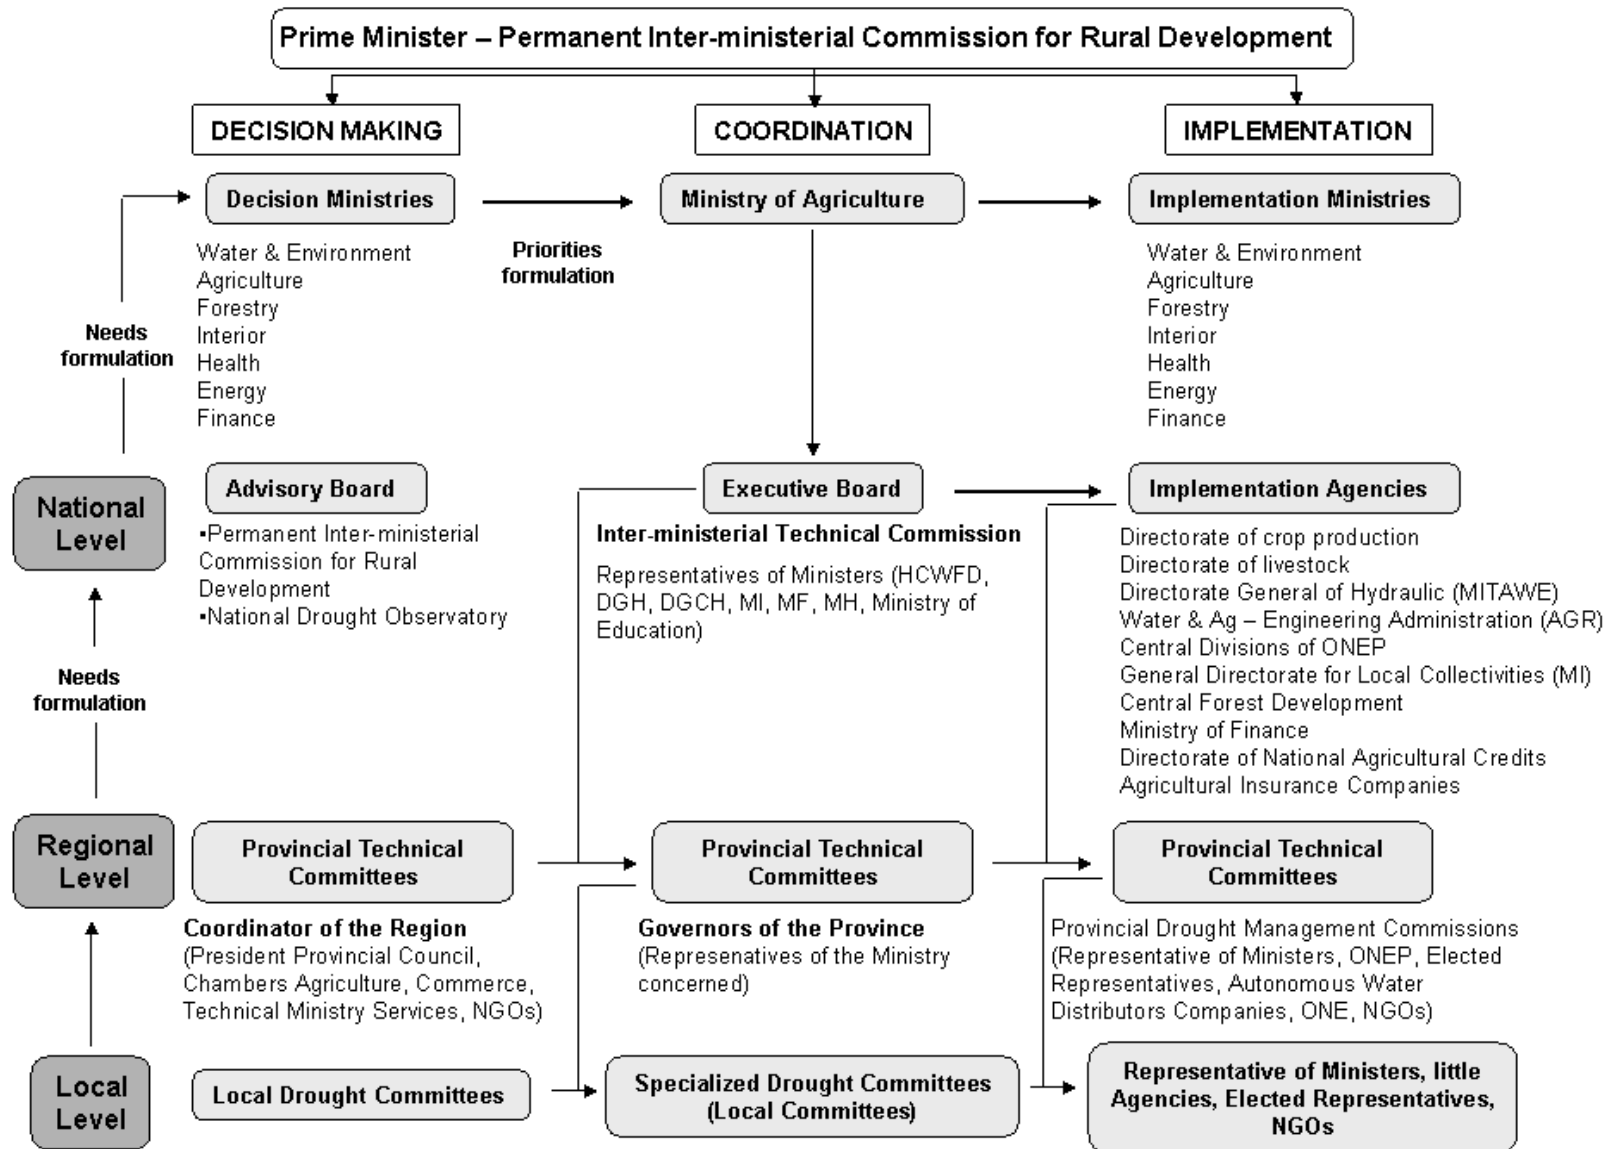 Prime Minister – Permanent Inter-ministerial Commission for Rural Development
DECISION MAKING
COORDINATION
IMPLEMENTATION
Decision Ministries
Ministry of Agriculture
Implementation Ministries
Water & Environment
Agriculture
Forestry
Interior
Health
Energy
Finance
Priorities
formulation
Water & Environment
Agriculture
Forestry
Interior
Health
Energy
Finance
Needs
formulation
National
Level
Advisory Board
▪Permanent Inter-ministerial
Commission for Rural
Development
▪National Drought Observatory
Executive Board
Inter-ministerial Technical Commission
Representatives of Ministers (HCWFD,
DGH, DGCH, MI, MF, MH, Ministry of
Education)
Implementation Agencies
Directorate of crop production
Directorate of livestock
Directorate General of Hydraulic (MITAWE)
Water & Ag – Engineering Administration (AGR)
Central Divisions of ONEP
General Directorate for Local Collectivities (MI)
Central Forest Development
Ministry of Finance
Directorate of National Agricultural Credits
Agricultural Insurance Companies
Needs
formulation
Regional
Level
Provincial Technical
Committees
Coordinator of the Region
(President Provincial Council,
Chambers Agriculture, Commerce,
Technical Ministry Services, NGOs)
Provincial Technical
Committees
Governors of the Province
(Represenatives of the Ministry
concerned)
Provincial Technical
Committees
Provincial Drought Management Commissions
(Representative of Ministers, ONEP, Elected
Representatives, Autonomous Water
Distributors Companies, ONE, NGOs)
Local
Level
Local Drought Committees
Specialized Drought Committees
(Local Committees)
Representative of Ministers, little
Agencies, Elected Representatives,
NGOs